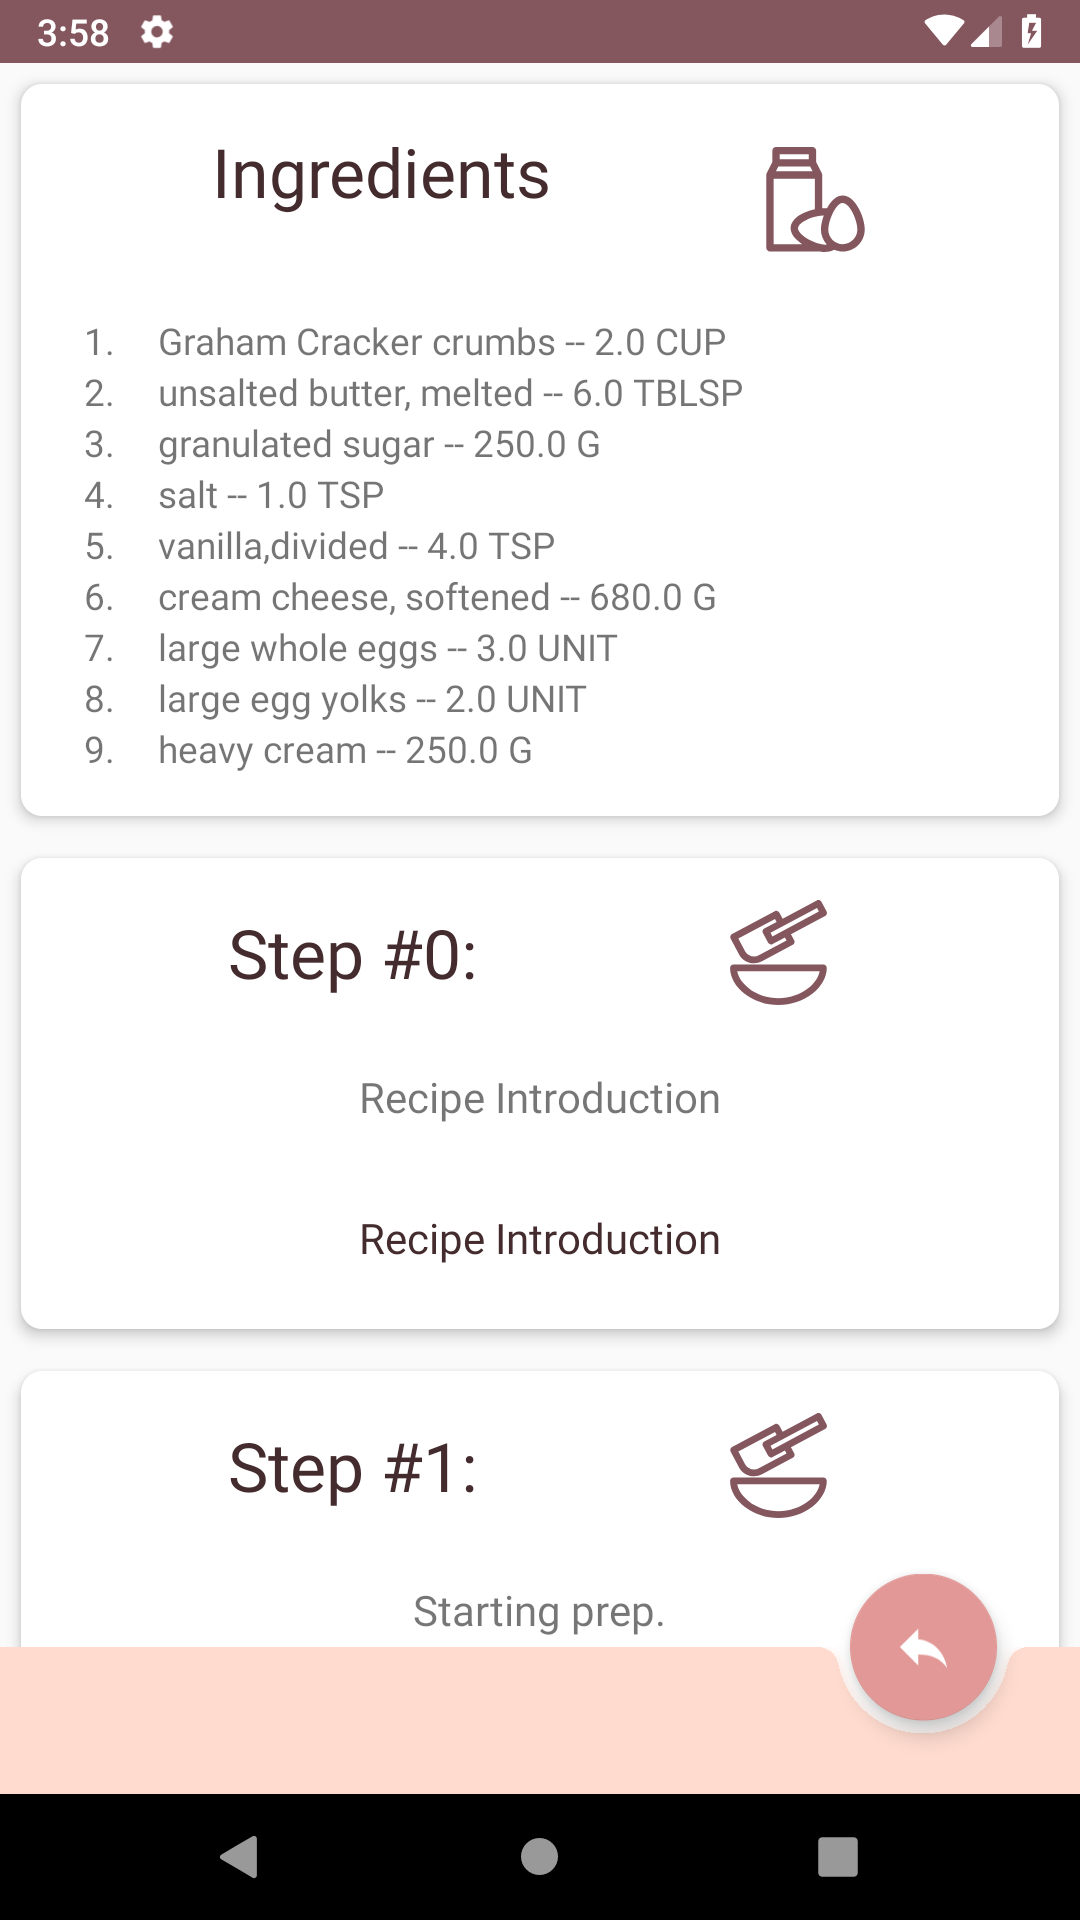 3:58
Ingredients
1. Graham Cracker crumbs -- 2.0 CUP
2. unsalted butter, melted -- 6.0 TBLSP
3. granulated sugar -- 250.0 G
4. salt -- 1.0 TSP
5. vanilla,divided -- 4.0 TSP
6. cream cheese, softened -- 680.0 G
7. large whole eggs -- 3.0 UNIT
8. large egg yolks -- 2.0 UNIT
9. heavy cream -- 250.0 G
Step #0:
Recipe Introduction
Recipe Introduction
Step #1:
Starting prep.